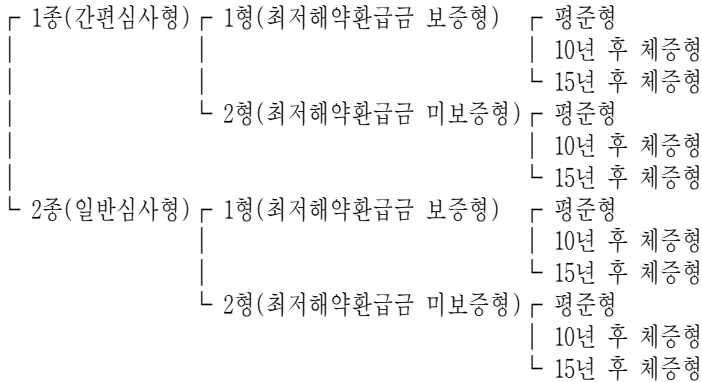 ┌ 1종(간편심사형)┌ 1형(최저해약환급금 보증형) ┌ 평준형
│ │ │ 10년 후 체증형
│ │ └ 15년 후 체증형
│ └ 2형(최저해약환급금 미보증형)┌ 평준형
│ │ 10년 후 체증형
│ └ 15년 후 체증형
└ 2종(일반심사형)┌ 1형(최저해약환급금 보증형) ┌ 평준형
│ │ 10년 후 체증형
│ └ 15년 후 체증형
└ 2형(최저해약환급금 미보증형)┌ 평준형
│ 10년 후 체증형
└ 15년 후 체증형